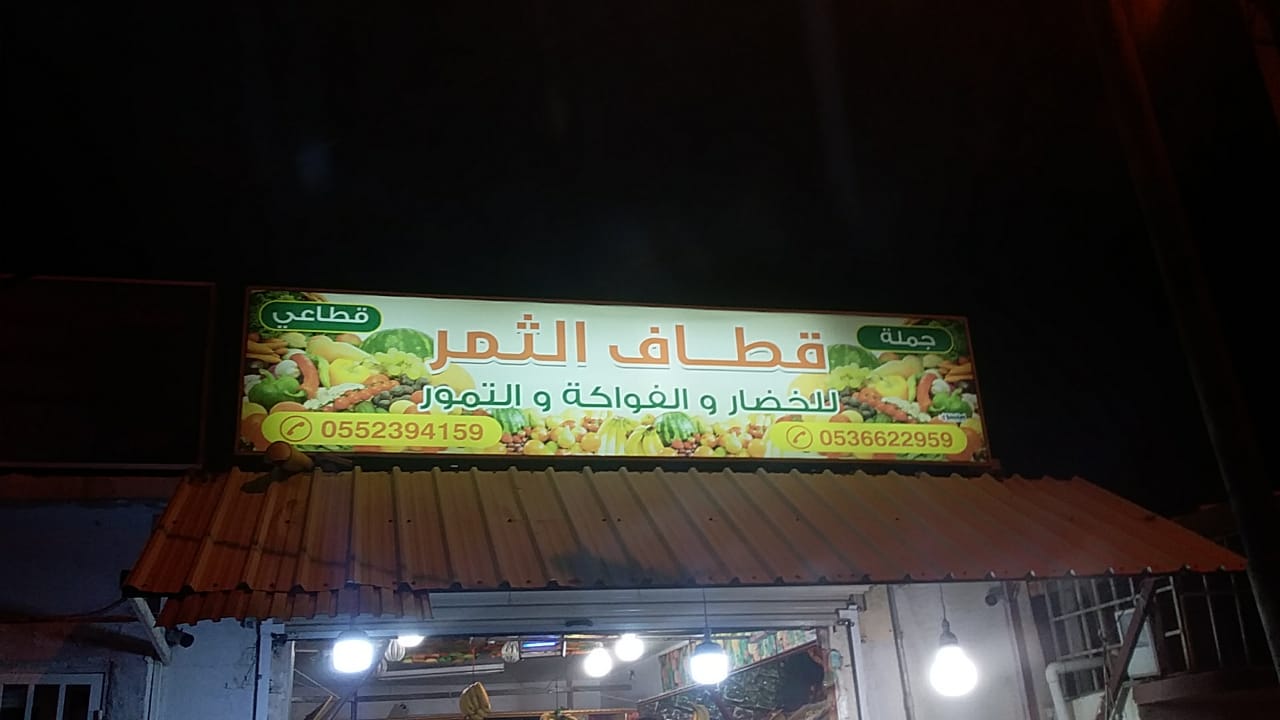 جملة
قطاعي
قطاف الثمر
للخضار و الفواكة و التمور
0536622959
0552394159